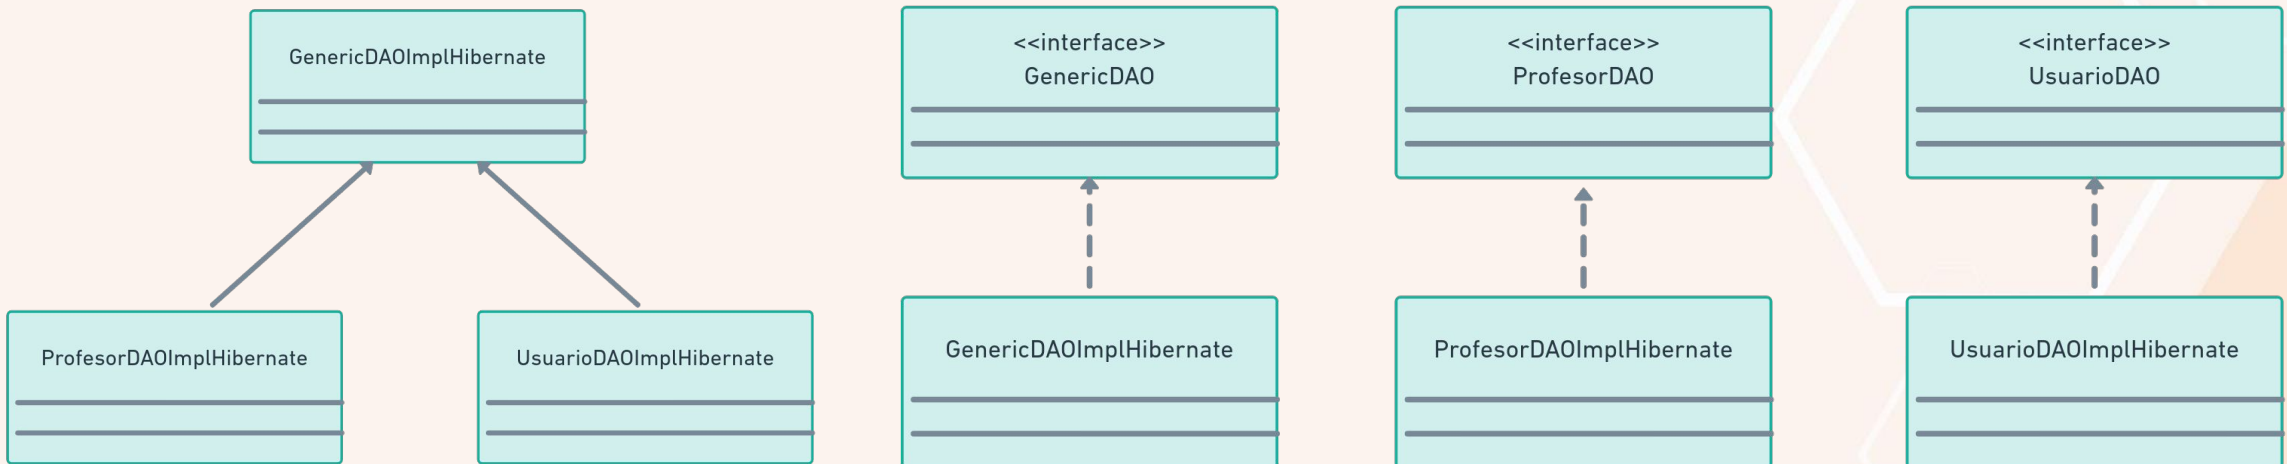 GenericDAOImplHibernate
ProfesorDAOImplHibernate
UsuarioDAOImplHibernate
<<interface>>
GenericDAO
GenericDAOImplHibernate
<<interface>>
ProfesorDAO
ProfesorDAOImplHibernate
<<interface>>
UsuarioDAO
UsuarioDAOImplHibernate